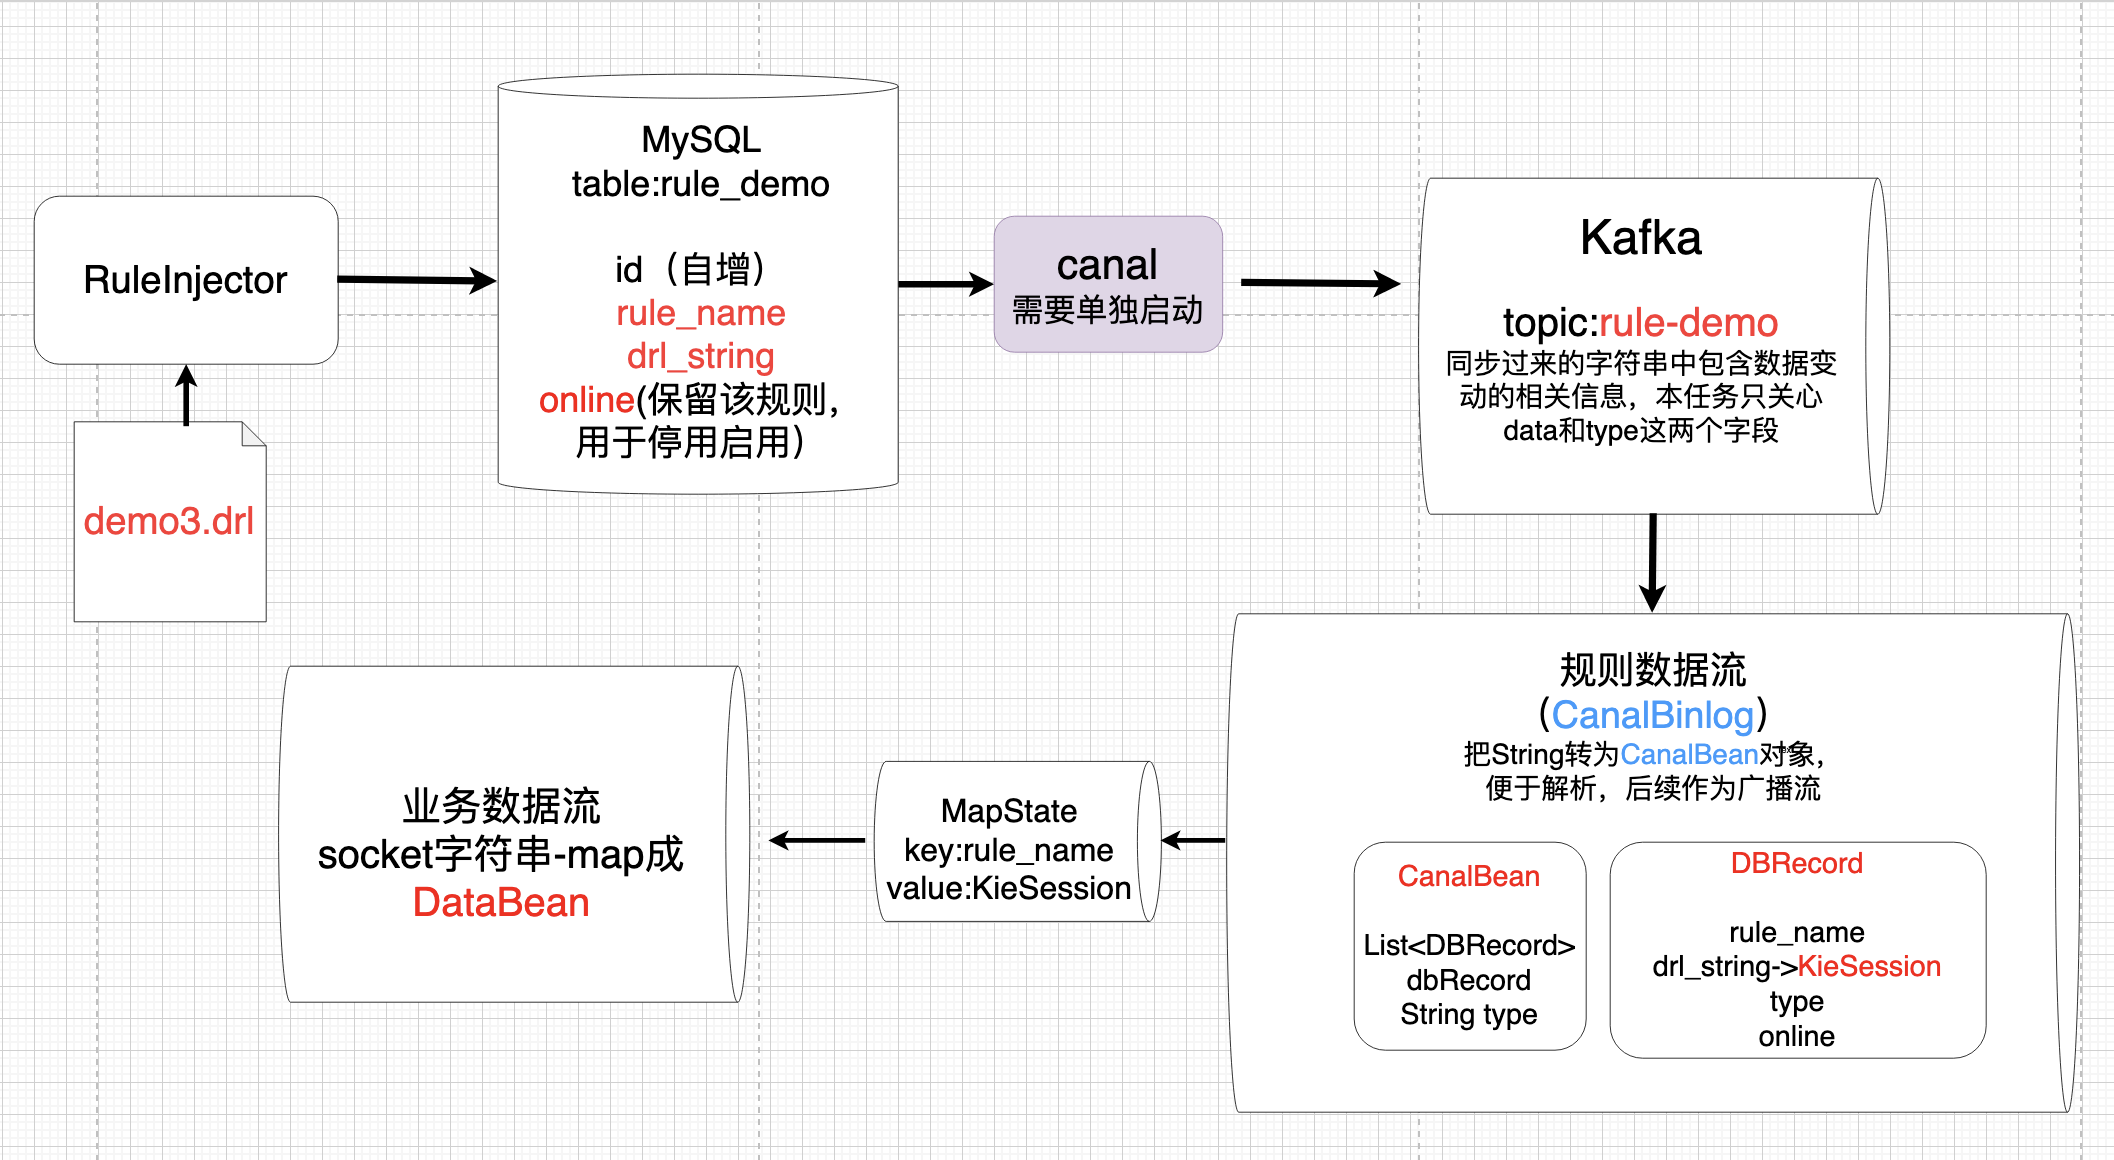 RuleInjector
demo3.drl
MySQL
table:rule_demo
id（自增）
rule_name
drl_string
online(保留该规则，
用于停用启用）
canal
需要单独启动
Kafka
topic:rule-demo
同步过来的字符串中包含数据变
动的相关信息，本任务只关心
data和type这两个字段
规则数据流
（CanalBinlog）
把String转为CanalBean对象，
便于解析，后续作为广播流
CanalBean
List<DBRecord>
dbRecord
String type
DBRecord
rule_name
drl_string->KieSession
type
online
MapState
key:rule_name
value:KieSession
业务数据流
socket字符串-map成
DataBean